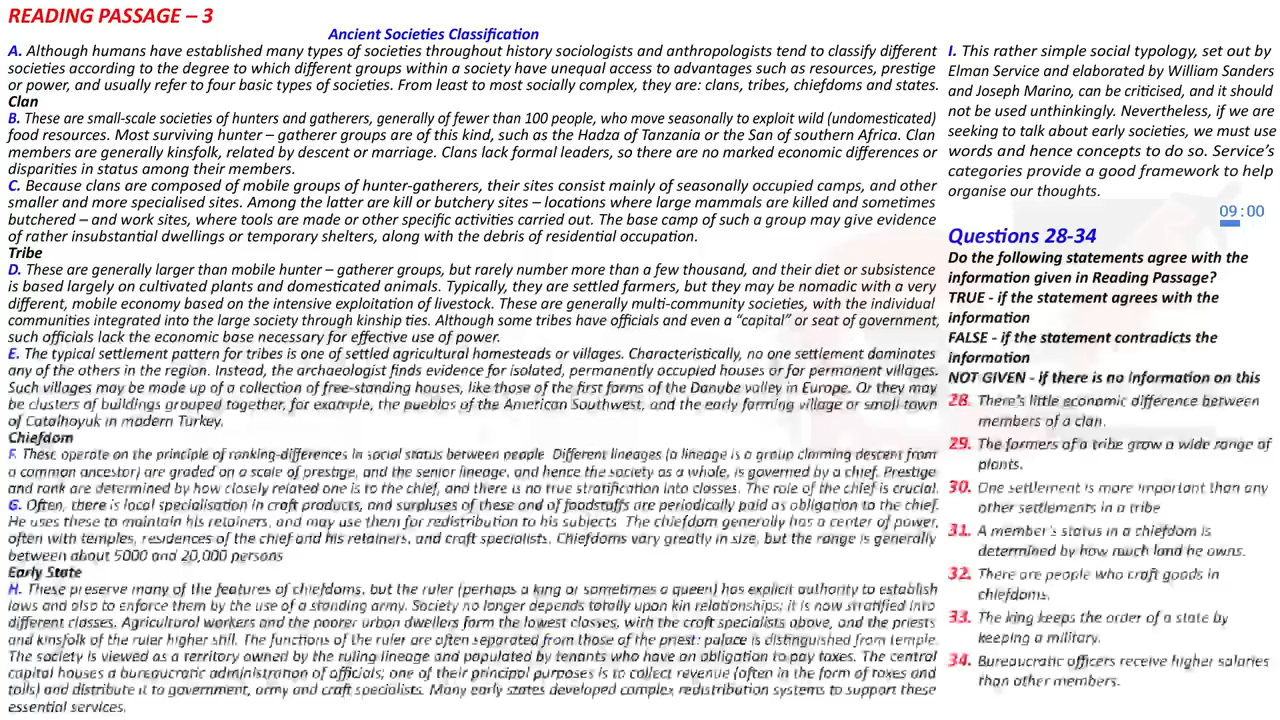 READING PASSAGE – 3
Ancient Societies Classification
A. Although humans have established many types of societies throughout history sociologists and anthropologists tend to classify different
societies according to the degree to which different groups within a society have unequal access to advantages such as resources, prestige
or power, and usually refer to four basic types of societies. From least to most socially complex, they are: clans, tribes, chiefdoms and states.
Clan
B. These are small-scale societies of hunters and gatherers, generally of fewer than 100 people, who move seasonally to exploit wild (undomesticated)
food resources. Most surviving hunter – gatherer groups are of this kind, such as the Hadza of Tanzania or the San of southern Africa. Clan
members are generally kinsfolk, related by descent or marriage. Clans lack formal leaders, so there are no marked economic differences or
disparities in status among their members.
C. Because clans are composed of mobile groups of hunter-gatherers, their sites consist mainly of seasonally occupied camps, and other
smaller and more specialised sites. Among the latter are kill or butchery sites – locations where large mammals are killed and sometimes
butchered – and work sites, where tools are made or other specific activities carried out. The base camp of such a group may give evidence
of rather insubstantial dwellings or temporary shelters, along with the debris of residential occupation.
Tribe
D. These are generally larger than mobile hunter – gatherer groups, but rarely number more than a few thousand, and their diet or subsistence
is based largely on cultivated plants and domesticated animals. Typically, they are settled farmers, but they may be nomadic with a very
different, mobile economy based on the intensive exploitation of livestock. These are generally multi-community societies, with the individual
communities integrated into the large society through kinship ties. Although some tribes have officials and even a “capital” or seat of government,
such officials lack the economic base necessary for effective use of power.
E. The typical settlement pattern for tribes is one of settled agricultural homesteads or villages. Characteristically, no one settlement dominates
any of the others in the region. Instead, the archaeologist finds evidence for isolated, permanently occupied houses or for permanent villages.
Such villages may be made up of a collection of free-standing houses, like those of the first farms of the Danube valley in Europe. Or they may
be clusters of buildings grouped together, for example, the pueblos of the American Southwest, and the early farming village or small town
of Catalhoyuk in modern Turkey.
Chiefdom
F. These operate on the principle of ranking-differences in social status between people. Different lineages (a lineage is a group claiming descent from
a common ancestor) are graded on a scale of prestige, and the senior lineage, and hence the society as a whole, is governed by a chief. Prestige
and rank are determined by how closely related one is to the chief, and there is no true stratification into classes. The role of the chief is crucial.
G. Often, there is local specialisation in craft products, and surpluses of these and of foodstuffs are periodically paid as obligation to the chief.
He uses these to maintain his retainers, and may use them for redistribution to his subjects. The chiefdom generally has a center of power,
often with temples, residences of the chief and his retainers, and craft specialists. Chiefdoms vary greatly in size, but the range is generally
between about 5000 and 20,000 persons
Early State
H. These preserve many of the features of chiefdoms, but the ruler (perhaps a king or sometimes a queen) has explicit authority to establish
laws and also to enforce them by the use of a standing army. Society no longer depends totally upon kin relationships; it is now stratified into
different classes. Agricultural workers and the poorer urban dwellers form the lowest classes, with the craft specialists above, and the priests
and kinsfolk of the ruler higher still. The functions of the ruler are often separated from those of the priest: palace is distinguished from temple.
The society is viewed as a territory owned by the ruling lineage and populated by tenants who have an obligation to pay taxes. The central
capital houses a bureaucratic administration of officials; one of their principal purposes is to collect revenue (often in the form of taxes and
tolls) and distribute it to government, army and craft specialists. Many early states developed complex redistribution systems to support these
essential services.
I. This rather simple social typology, set out by
Elman Service and elaborated by William Sanders
and Joseph Marino, can be criticised, and it should
not be used unthinkingly. Nevertheless, if we are
seeking to talk about early societies, we must use
words and hence concepts to do so. Service’s
categories provide a good framework to help
organise our thoughts.
09:00
Questions 28-34
Do the following statements agree with the
information given in Reading Passage?
TRUE - if the statement agrees with the
information
FALSE - if the statement contradicts the
information
NOT GIVEN - if there is no information on this
28. There’s little economic difference between
members of a clan.
29. The farmers of a tribe grow a wide range of
plants.
30. One settlement is more important than any
other settlements in a tribe
31. A member’s status in a chiefdom is
determined by how much land he owns.
32. There are people who craft goods in
chiefdoms.
33. The king keeps the order of a state by
keeping a military.
34. Bureaucratic officers receive higher salaries
than other members.